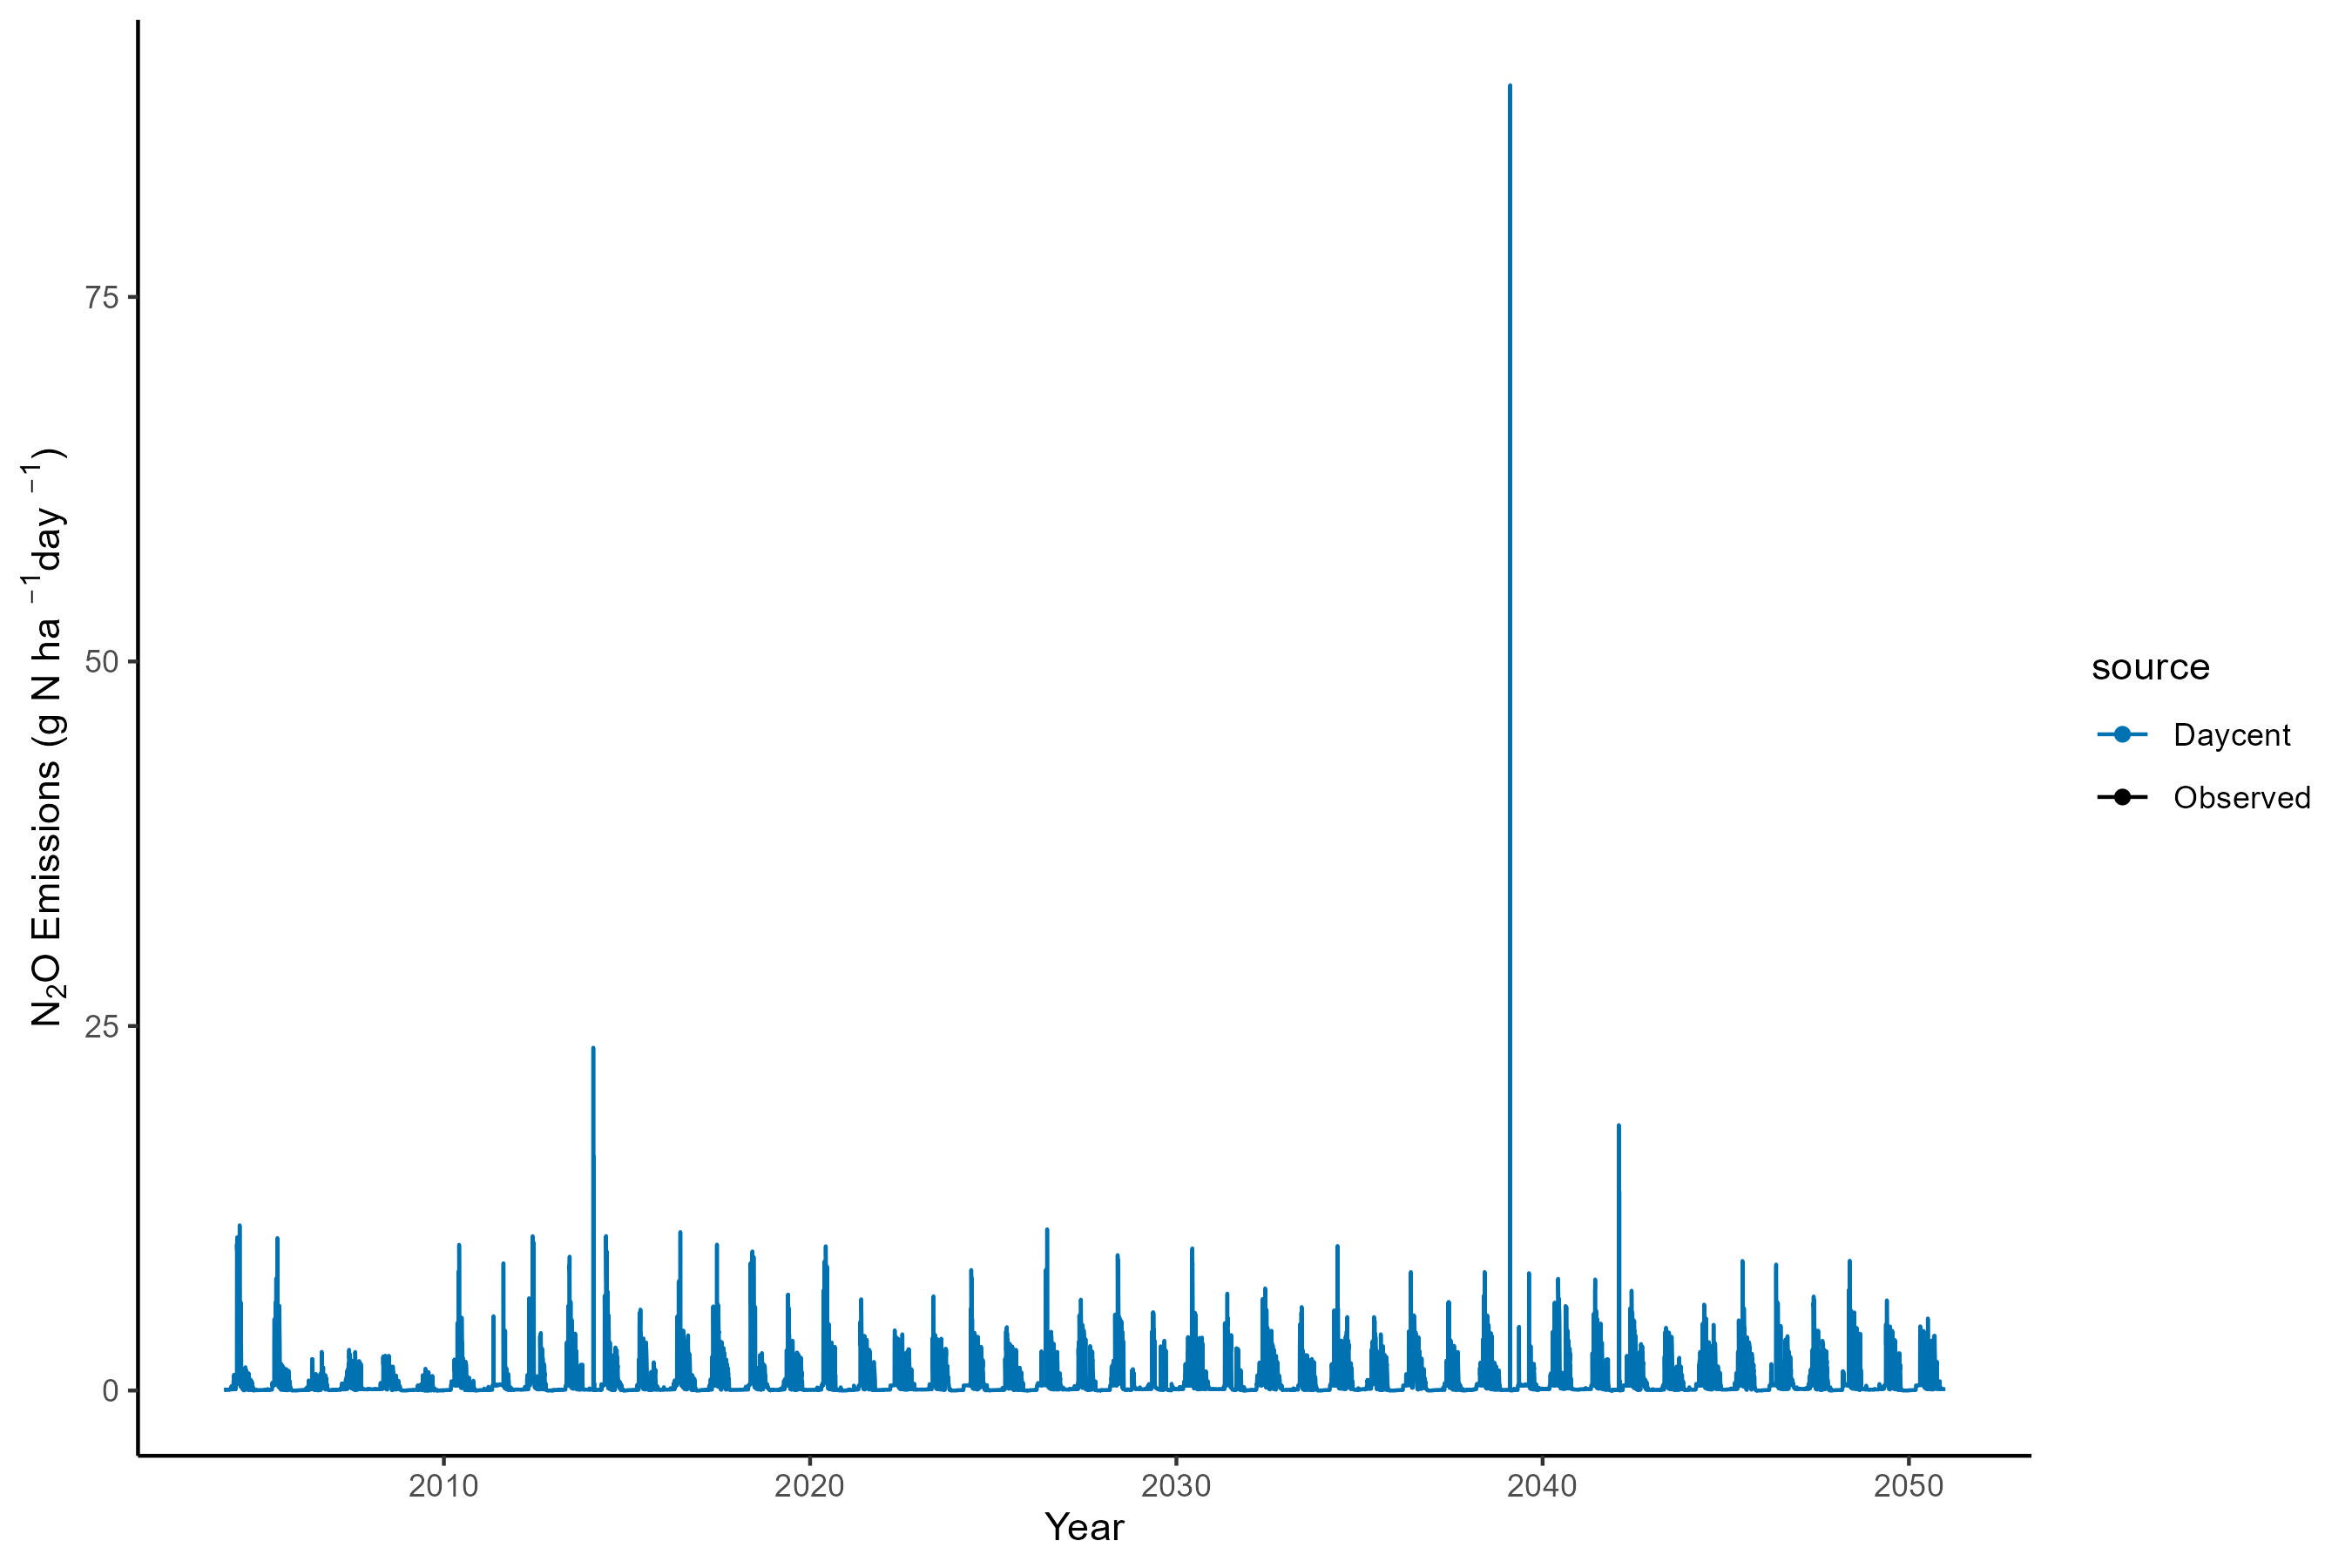 N₂O Emissions (g N ha ⁻¹day ⁻¹)
75
50
25
0
2010 2020 2030 2040 2050
Year
source
Daycent
Observed